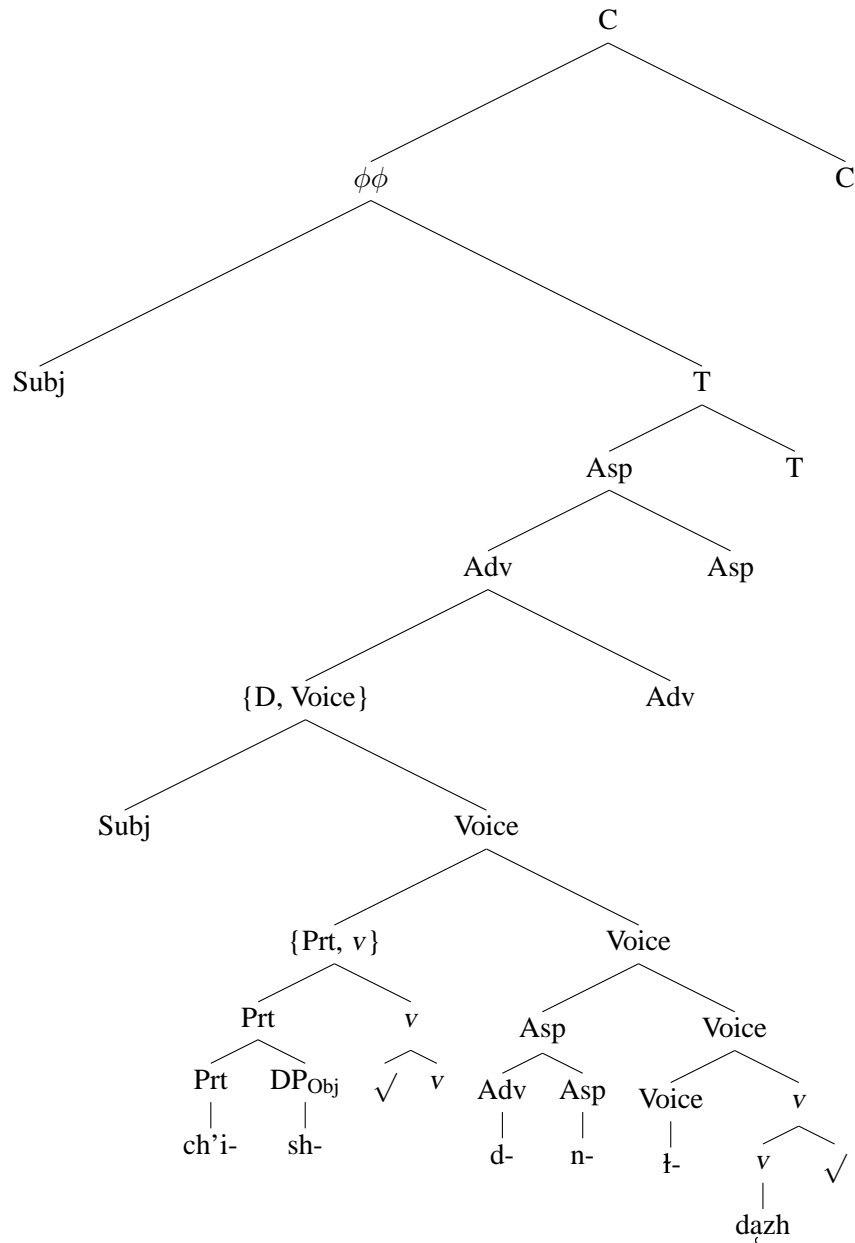 C
ϕϕ C
Subj T
Asp T
Adv Asp
{D, Voice} Adv
Subj Voice
{Prt, v} Voice
Prt v Asp Voice
Prt DPObj √ v Adv Asp Voice v
ch'i- sh- d- n- ł- v √
dą̥zh